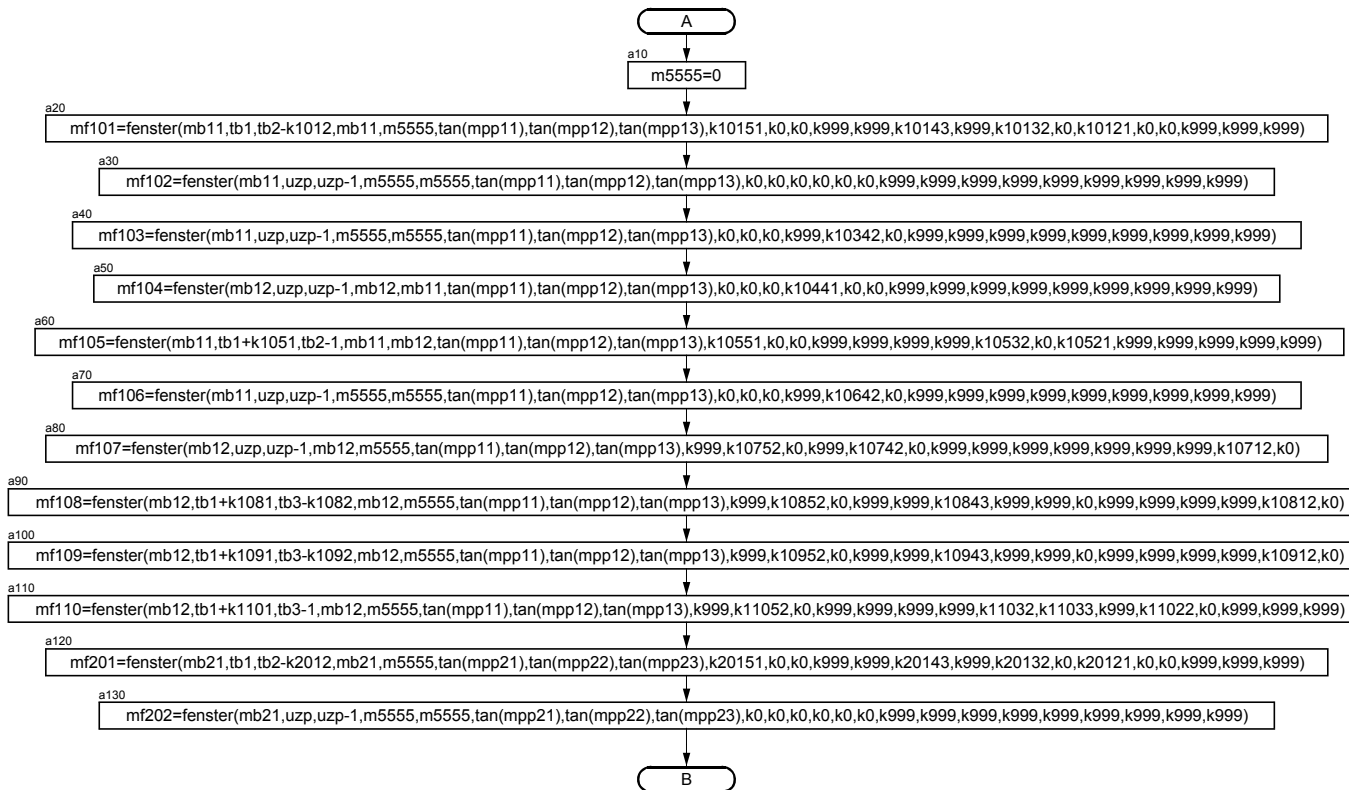 A
a10
m5555=0
a20
mf101=fenster(mb11,tb1,tb2-k1012,mb11,m5555,tan(mpp11),tan(mpp12),tan(mpp13),k10151,k0,k0,k999,k999,k10143,k999,k10132,k0,k10121,k0,k0,k999,k999,k999)
a30
mf102=fenster(mb11,uzp,uzp-1,m5555,m5555,tan(mpp11),tan(mpp12),tan(mpp13),k0,k0,k0,k0,k0,k0,k999,k999,k999,k999,k999,k999,k999,k999,k999)
a40
mf103=fenster(mb11,uzp,uzp-1,m5555,m5555,tan(mpp11),tan(mpp12),tan(mpp13),k0,k0,k0,k999,k10342,k0,k999,k999,k999,k999,k999,k999,k999,k999,k999)
a50
mf104=fenster(mb12,uzp,uzp-1,mb12,mb11,tan(mpp11),tan(mpp12),tan(mpp13),k0,k0,k0,k10441,k0,k0,k999,k999,k999,k999,k999,k999,k999,k999,k999)
a60
mf105=fenster(mb11,tb1+k1051,tb2-1,mb11,mb12,tan(mpp11),tan(mpp12),tan(mpp13),k10551,k0,k0,k999,k999,k999,k999,k10532,k0,k10521,k999,k999,k999,k999,k999)
a70
mf106=fenster(mb11,uzp,uzp-1,m5555,m5555,tan(mpp11),tan(mpp12),tan(mpp13),k0,k0,k0,k999,k10642,k0,k999,k999,k999,k999,k999,k999,k999,k999,k999)
a80
mf107=fenster(mb12,uzp,uzp-1,mb12,m5555,tan(mpp11),tan(mpp12),tan(mpp13),k999,k10752,k0,k999,k10742,k0,k999,k999,k999,k999,k999,k999,k999,k10712,k0)
a90
mf108=fenster(mb12,tb1+k1081,tb3-k1082,mb12,m5555,tan(mpp11),tan(mpp12),tan(mpp13),k999,k10852,k0,k999,k999,k10843,k999,k999,k0,k999,k999,k999,k999,k10812,k0)
a100
mf109=fenster(mb12,tb1+k1091,tb3-k1092,mb12,m5555,tan(mpp11),tan(mpp12),tan(mpp13),k999,k10952,k0,k999,k999,k10943,k999,k999,k0,k999,k999,k999,k999,k10912,k0)
a110
mf110=fenster(mb12,tb1+k1101,tb3-1,mb12,m5555,tan(mpp11),tan(mpp12),tan(mpp13),k999,k11052,k0,k999,k999,k999,k999,k11032,k11033,k999,k11022,k0,k999,k999,k999)
a120
mf201=fenster(mb21,tb1,tb2-k2012,mb21,m5555,tan(mpp21),tan(mpp22),tan(mpp23),k20151,k0,k0,k999,k999,k20143,k999,k20132,k0,k20121,k0,k0,k999,k999,k999)
a130
mf202=fenster(mb21,uzp,uzp-1,m5555,m5555,tan(mpp21),tan(mpp22),tan(mpp23),k0,k0,k0,k0,k0,k0,k999,k999,k999,k999,k999,k999,k999,k999,k999)
B